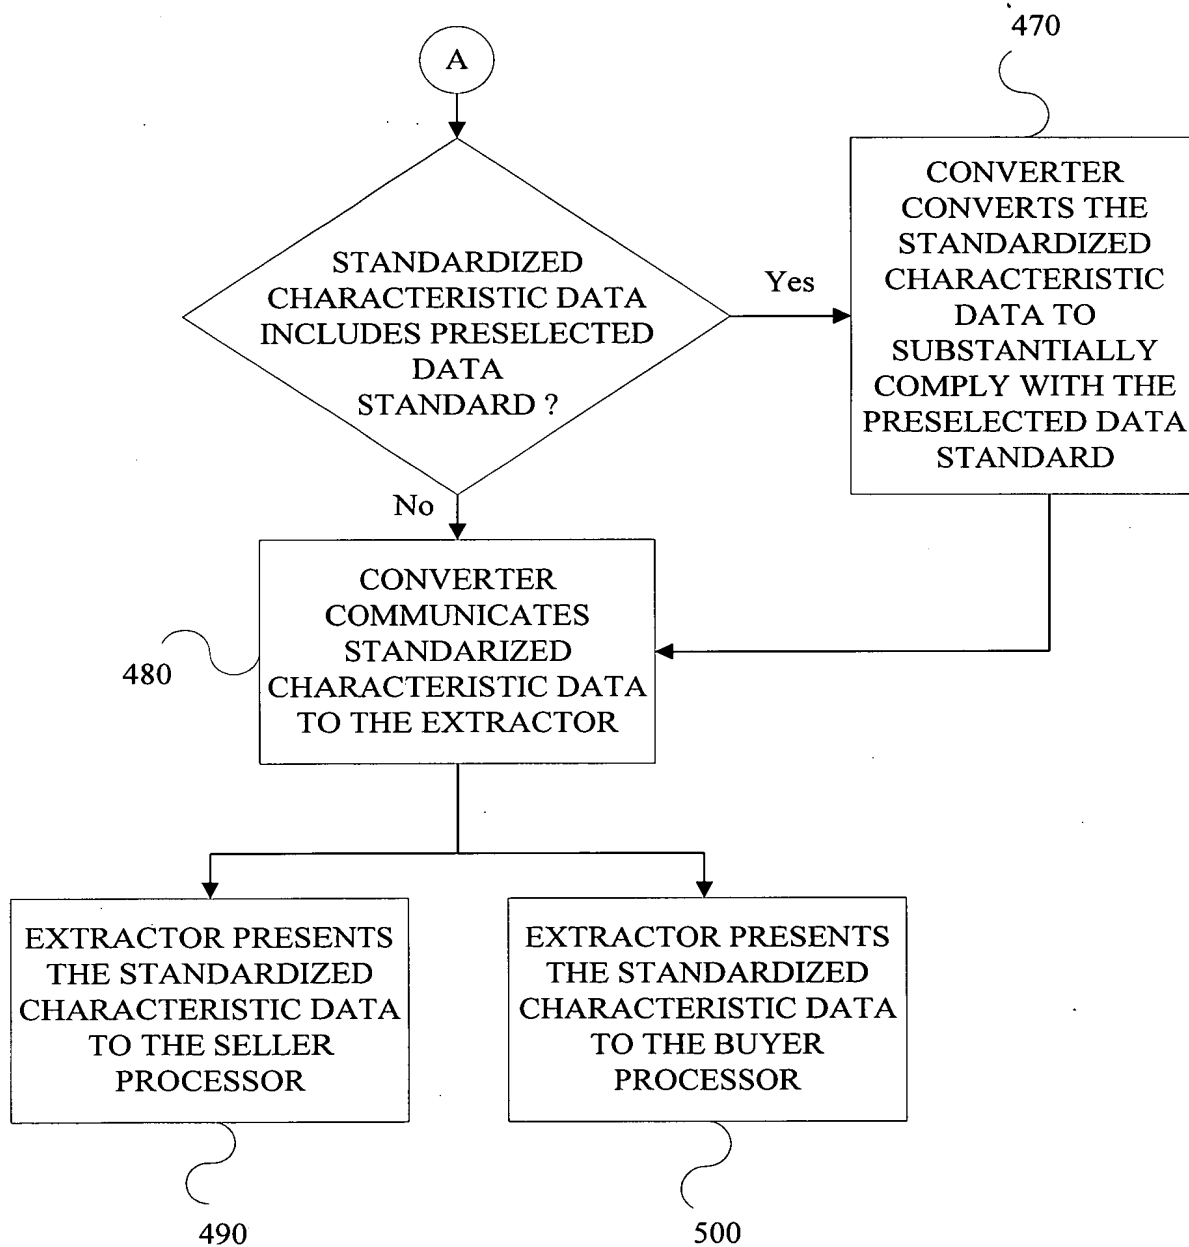 470
A
CONVERTER
CONVERTS THE
STANDARDIZED
CHARACTERISTIC
DATA TO
SUBSTANTIALLY
COMPLY WITH THE
PRESELECTED DATA
STANDARD
STANDARDIZED
CHARACTERISTIC DATA
INCLUDES PRESELECTED
DATA
STANDARD ?
Yes
No
CONVERTER
COMMUNICATES
STANDARIZED
CHARACTERISTIC DATA
TO THE EXTRACTOR
480
EXTRACTOR PRESENTS
THE STANDARDIZED
CHARACTERISTIC DATA
TO THE SELLER
PROCESSOR
EXTRACTOR PRESENTS
THE STANDARDIZED
CHARACTERISTIC DATA
TO THE BUYER
PROCESSOR
490
500